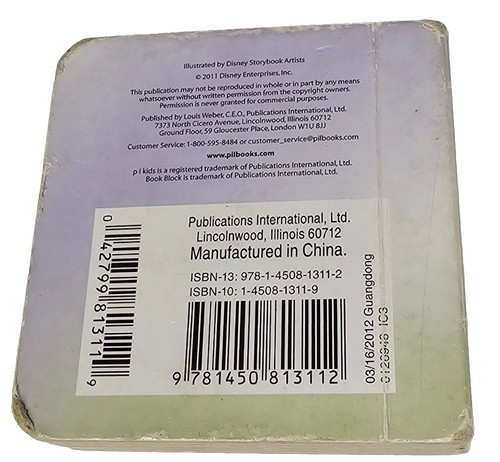 Illustrated by Disney Storybook Artists
© 2011 Disney Enterprises, Inc.
This publication may not be reproduced in whole or in part by any means
whatsoever without written permission from the copyright owners.
Permission is never granted for commercial purposes.
Published by Louis Weber, C.E.O., Publications International, Ltd.
7373 North Cicero Avenue, Lincolnwood, Illinois 60712
Ground Floor, 59 Gloucester Place, London W1U 8JJ
Customer Service: 1-800-595-8484 or customer_service@pilbooks.com
www.pilbooks.com
p i kids is a registered trademark of Publications International, Ltd.
Book Block is trademark of Publications International, Ltd.
Publications International, Ltd.
Lincolnwood, Illinois 60712
Manufactured in China.
ISBN-13: 978-1-4508-1311-2
ISBN-10: 1-4508-1311-9
9 781450 813112
0 42799 81311 9
03/16/2012 Guangdong